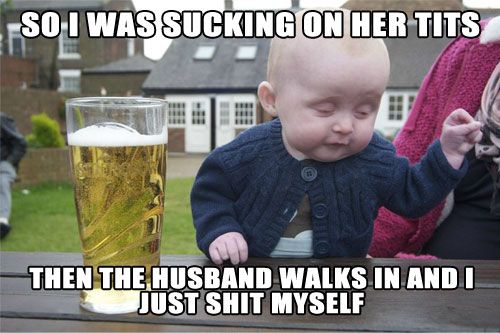 SO I WAS SUCKING ON HER TITS
THEN THE HUSBAND WALKS IN AND I
JUST SHIT MYSELF